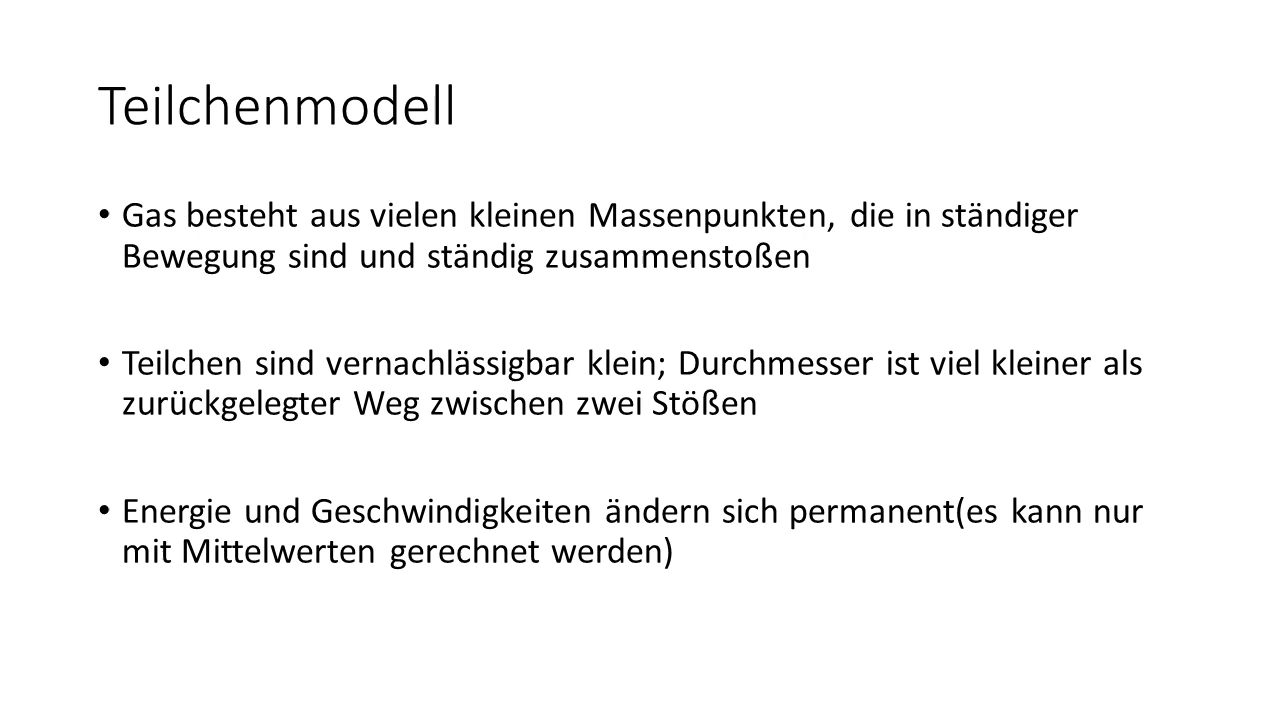 Teilchenmodell
• Gas besteht aus vielen kleinen Massenpunkten, die in ständiger
Bewegung sind und ständig zusammenstoßen
• Teilchen sind vernachlässigbar klein; Durchmesser ist viel kleiner als
zurückgelegter Weg zwischen zwei Stößen
• Energie und Geschwindigkeiten ändern sich permanent(es kann nur
mit Mittelwerten gerechnet werden)